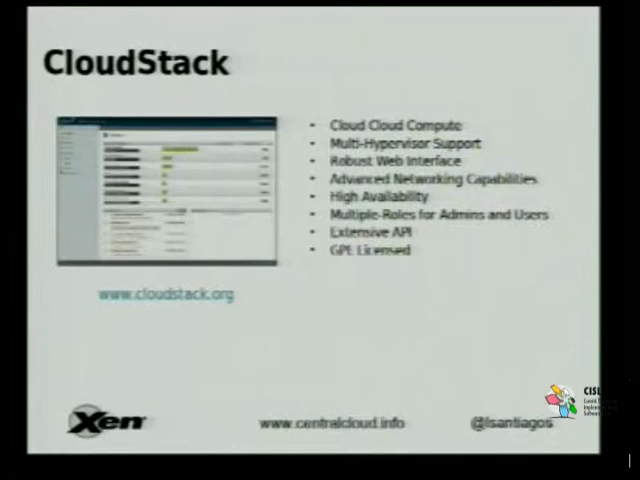 CloudStack
• Cloud Cloud Compute
• Multi-Hypervisor Support
• Robust Web Interface
• Advanced Networking Capabilities
• High Availability
• Multiple-Roles for Admins and Users
• Extensive API
• GPL Licensed
www.cloudstack.org
CISL
Xen
www.centralcloud.info
@lsantiagos